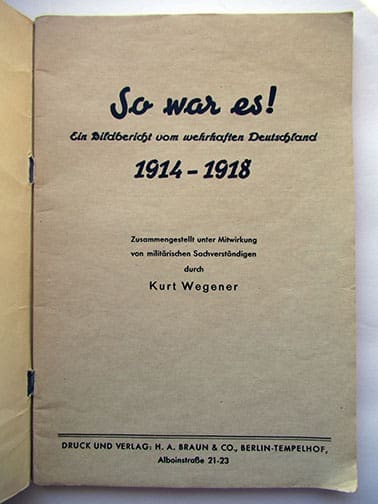 So war es!
Ein Bildbericht vom wehrhaften Deutschland
1914 - 1918
Zusammengestellt unter Mitwirkung
von militärischen Sachverständigen
durch
Kurt Wegener
DRUCK UND VERLAG: H. A. BRAUN & CO., BERLIN-TEMPELHOF,
Alboinstraße 21-23